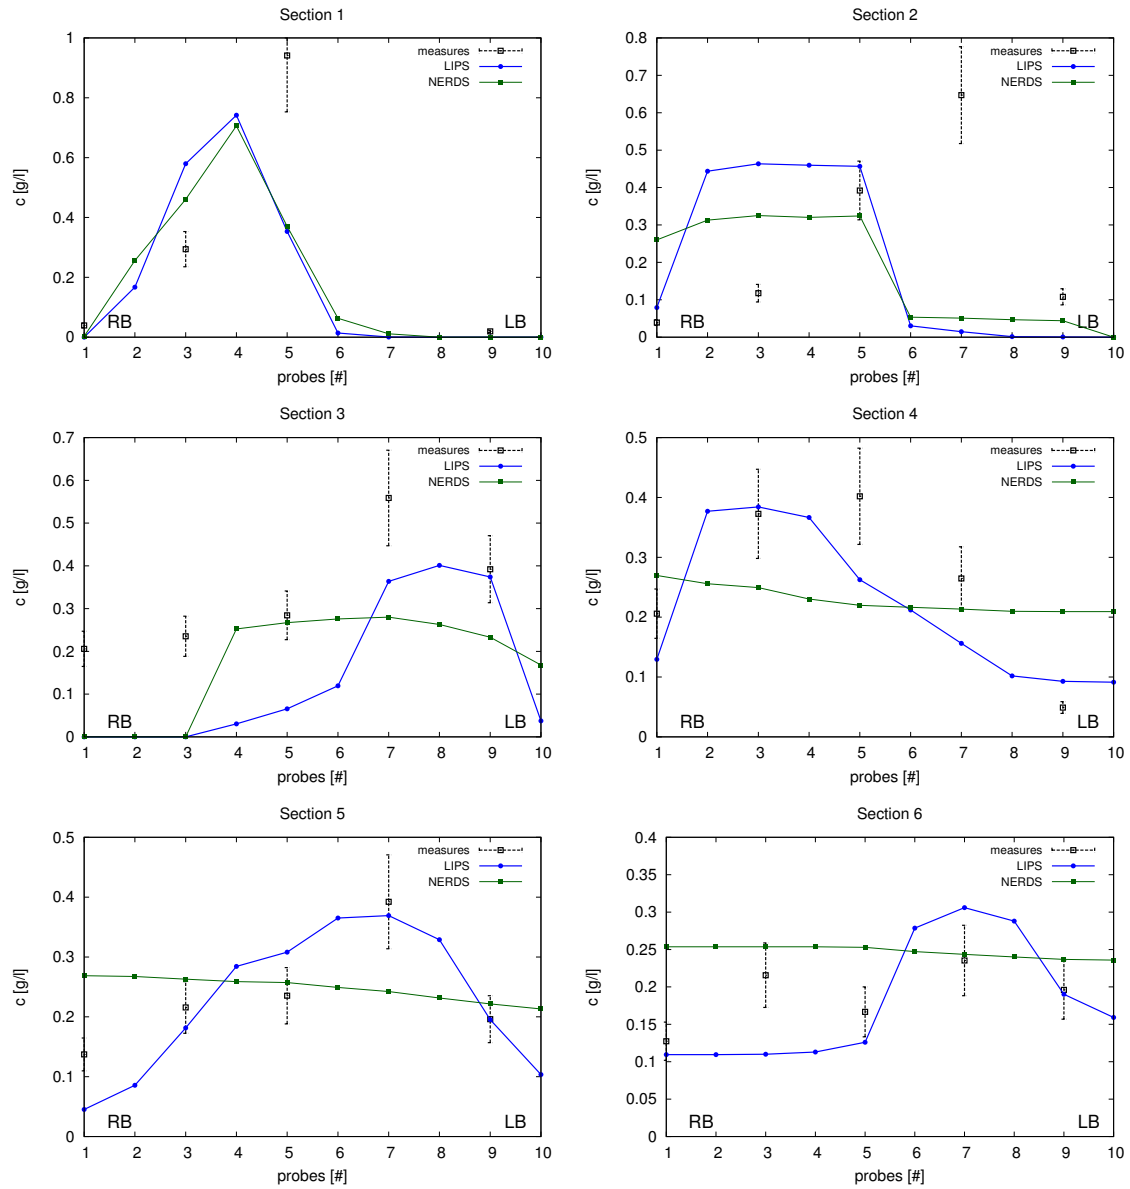 Section 1
1
0.8
0.6
0.4
0.2
0
c [g/l]
measures
LIPS
NERDS
RB
LB
1 2 3 4 5 6 7 8 9 10
probes [#]
Section 2
0.8
0.7
0.6
0.5
0.4
0.3
0.2
0.1
0
c [g/l]
measures
LIPS
NERDS
RB
LB
1 2 3 4 5 6 7 8 9 10
probes [#]
Section 3
0.7
0.6
0.5
0.4
0.3
0.2
0.1
0
c [g/l]
measures
LIPS
NERDS
RB
LB
1 2 3 4 5 6 7 8 9 10
probes [#]
Section 4
0.5
0.4
0.3
0.2
0.1
0
c [g/l]
measures
LIPS
NERDS
RB
LB
1 2 3 4 5 6 7 8 9 10
probes [#]
Section 5
0.5
0.4
0.3
0.2
0.1
0
c [g/l]
measures
LIPS
NERDS
RB
LB
1 2 3 4 5 6 7 8 9 10
probes [#]
Section 6
0.4
0.35
0.3
0.25
0.2
0.15
0.1
0.05
0
c [g/l]
measures
LIPS
NERDS
RB
LB
1 2 3 4 5 6 7 8 9 10
probes [#]